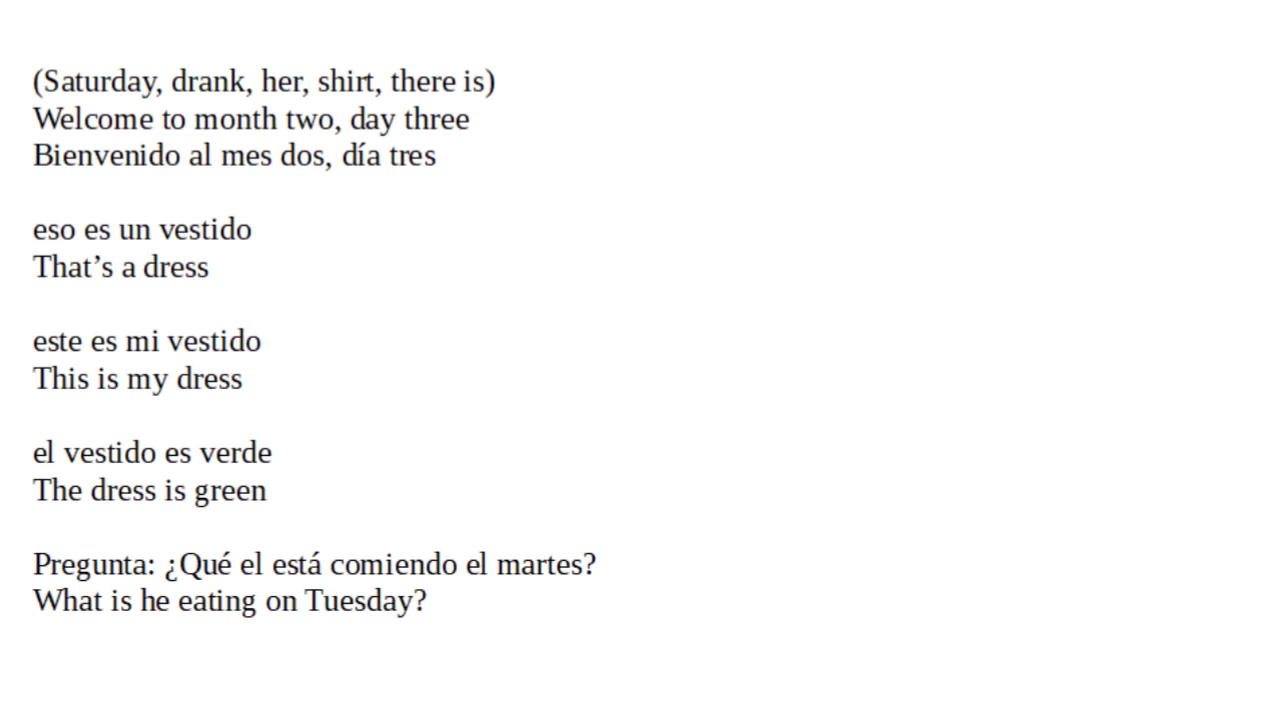 (Saturday, drank, her, shirt, there is)
Welcome to month two, day three
Bienvenido al mes dos, día tres
eso es un vestido
That’s a dress
este es mi vestido
This is my dress
el vestido es verde
The dress is green
Pregunta: ¿Qué el está comiendo el martes?
What is he eating on Tuesday?